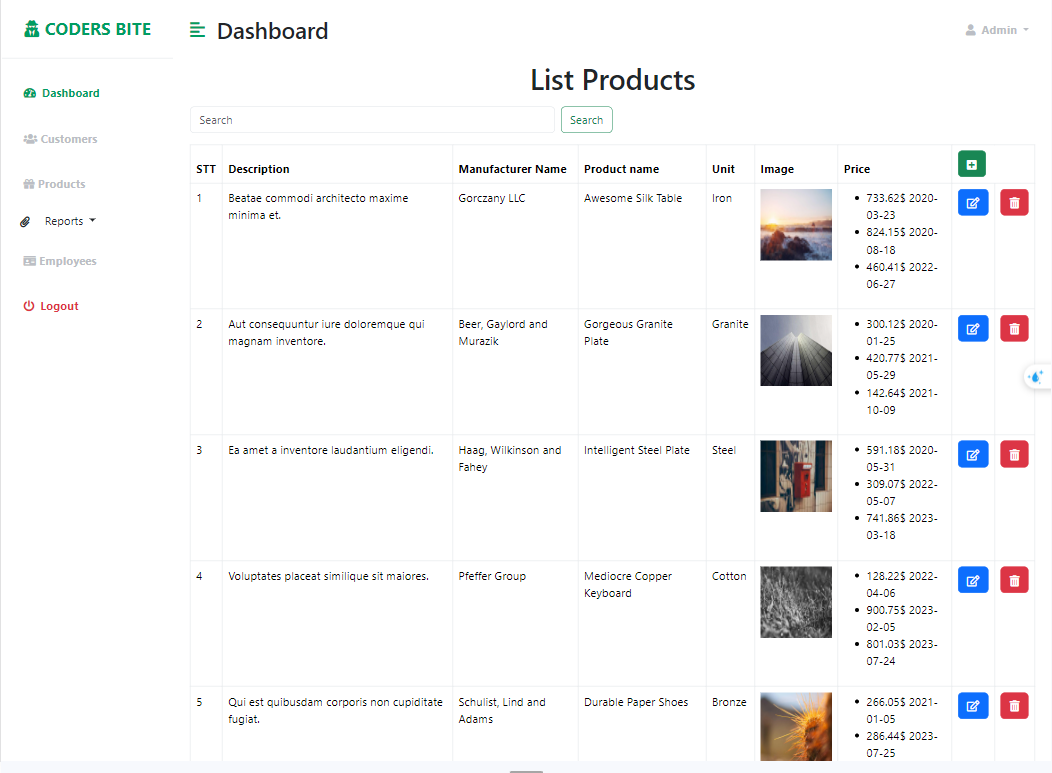 CODERS BITE
Dashboard
Admin
Dashboard
Customers
Products
Reports
Employees
Logout
List Products
Search
Search
STT Description Manufacturer Name Product name Unit Image Price
1 Beatae commodi architecto maxime Gorczany LLC Awesome Silk Table Iron 733.62$ 2020-
minima et. 03-23
824.15$ 2020-
08-18
460.41$ 2022-
06-27
2 Aut consequuntur iure doloremque qui Beer, Gaylord and Gorgeous Granite Granite 300.12$ 2020-
magnam inventore. Murazik Plate 01-25
420.77$ 2021-
05-29
142.64$ 2021-
10-09
3 Ea amet a inventore laudantium eligendi. Haag, Wilkinson and Intelligent Steel Plate Steel 591.18$ 2020-
Fahey 05-31
309.07$ 2022-
05-07
741.86$ 2023-
03-18
4 Voluptates placeat similique sit maiores. Pfeffer Group Mediocre Copper Cotton 128.22$ 2022-
Keyboard 04-06
900.75$ 2023-
02-05
801.03$ 2023-
07-24
5 Qui est quibusdam corporis non cupiditate Schulist, Lind and Durable Paper Shoes Bronze 266.05$ 2021-
fugiat. Adams 01-05
286.44$ 2023-
07-25